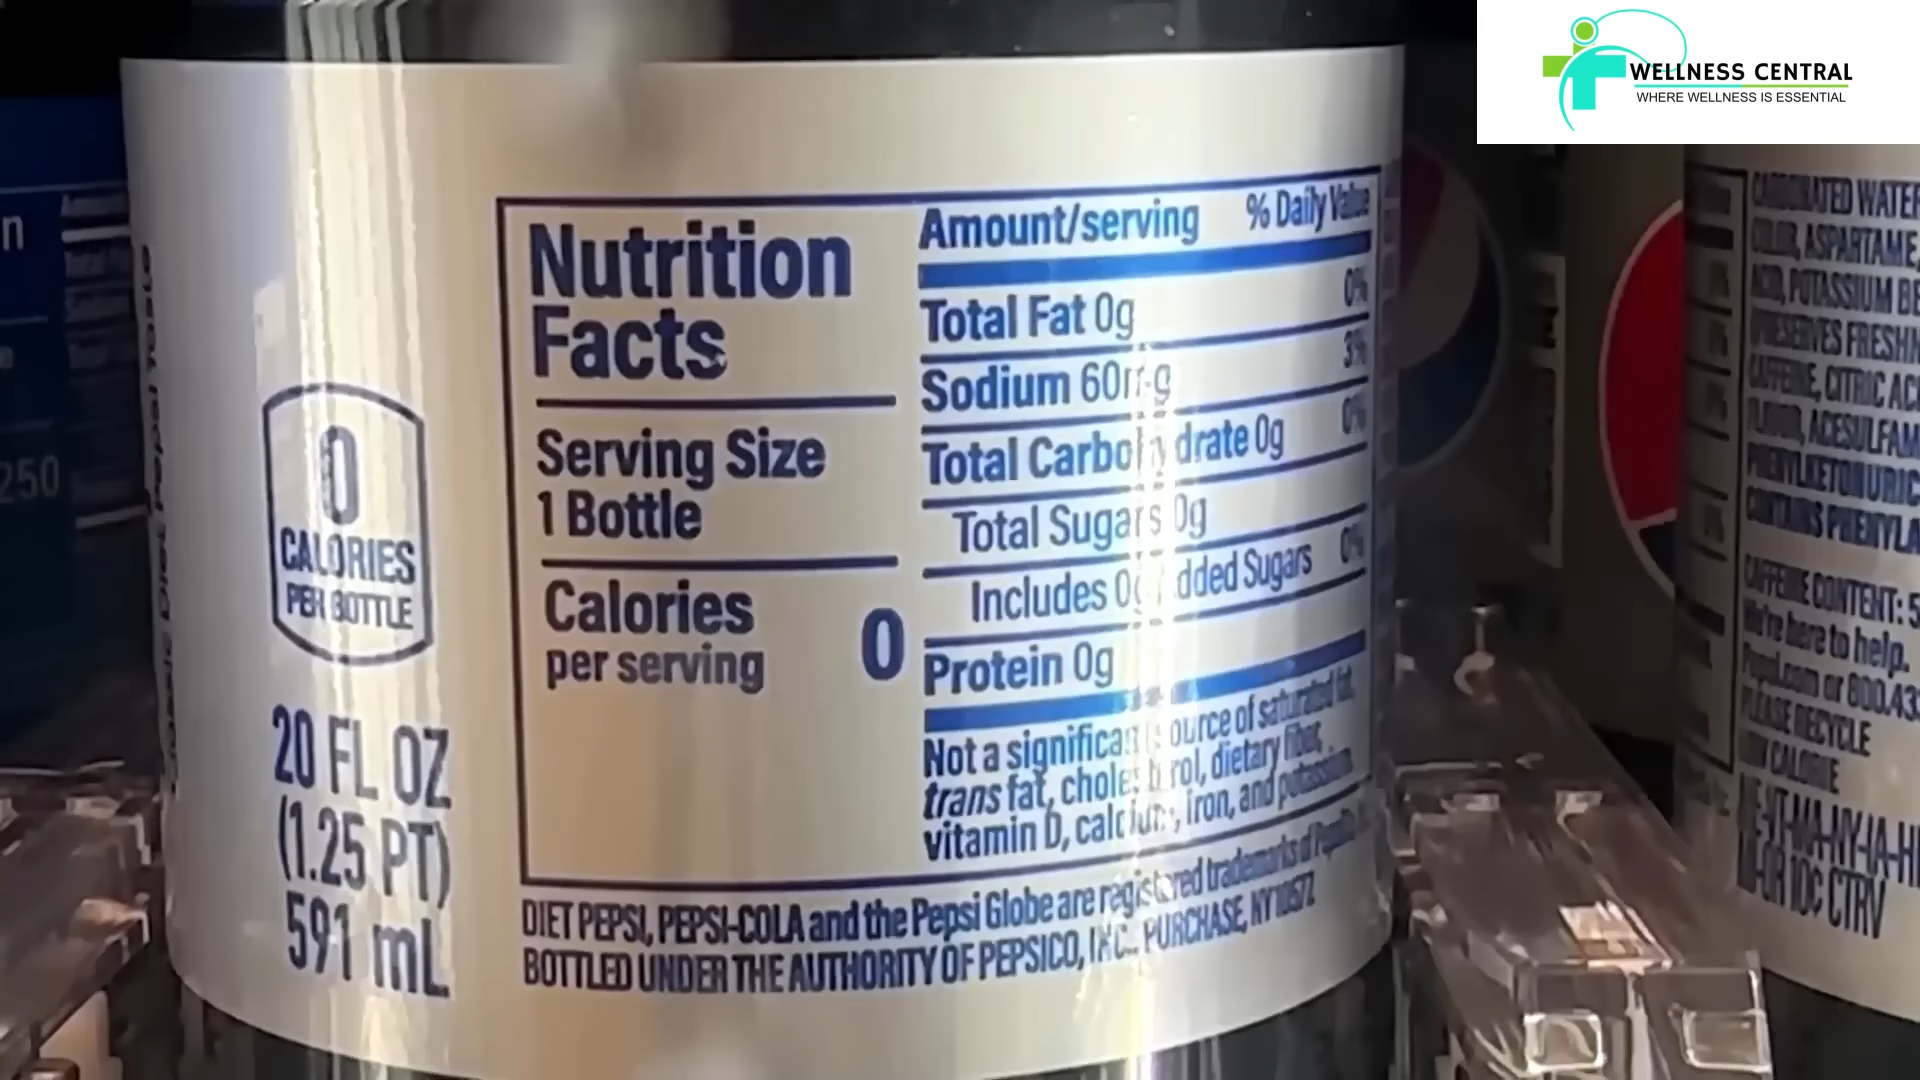 WELLNESS CENTRAL
WHERE WELLNESS IS ESSENTIAL
n
250
0
CALORIES
PER BOTTLE
20 FL OZ
(1.25 PT)
591 mL
Nutrition
Facts
Serving Size
1 Bottle
Calories
per serving 0
Amount/serving % Daily Value
Total Fat 0g 0%
Sodium 60mg 3%
Total Carbohydrate 0g 0%
Total Sugars 0g
Includes 0g Added Sugars 0%
Protein 0g
Not a significant source of saturated fat,
trans fat, cholesterol, dietary fiber,
vitamin D, calcium, iron, and potassium.
DIET PEPSI, PEPSI-COLA and the Pepsi Globe are registered trademarks of PepsiCo,
BOTTLED UNDER THE AUTHORITY OF PEPSICO, INC., PURCHASE, NY 10577
CARBONATED WATER
COLOR, ASPARTAME,
ACID, POTASSIUM BE
PRESERVES FRESHN
CAFFEINE, CITRIC ACI
FLAVOR, ACESULFAM
PHENYLKETONURIC
CONTAINS PHENYLA
CAFFEINE CONTENT: 5
We're here to help.
pepsi.com or 800.43
PLEASE RECYCLE
LOW CALORIE